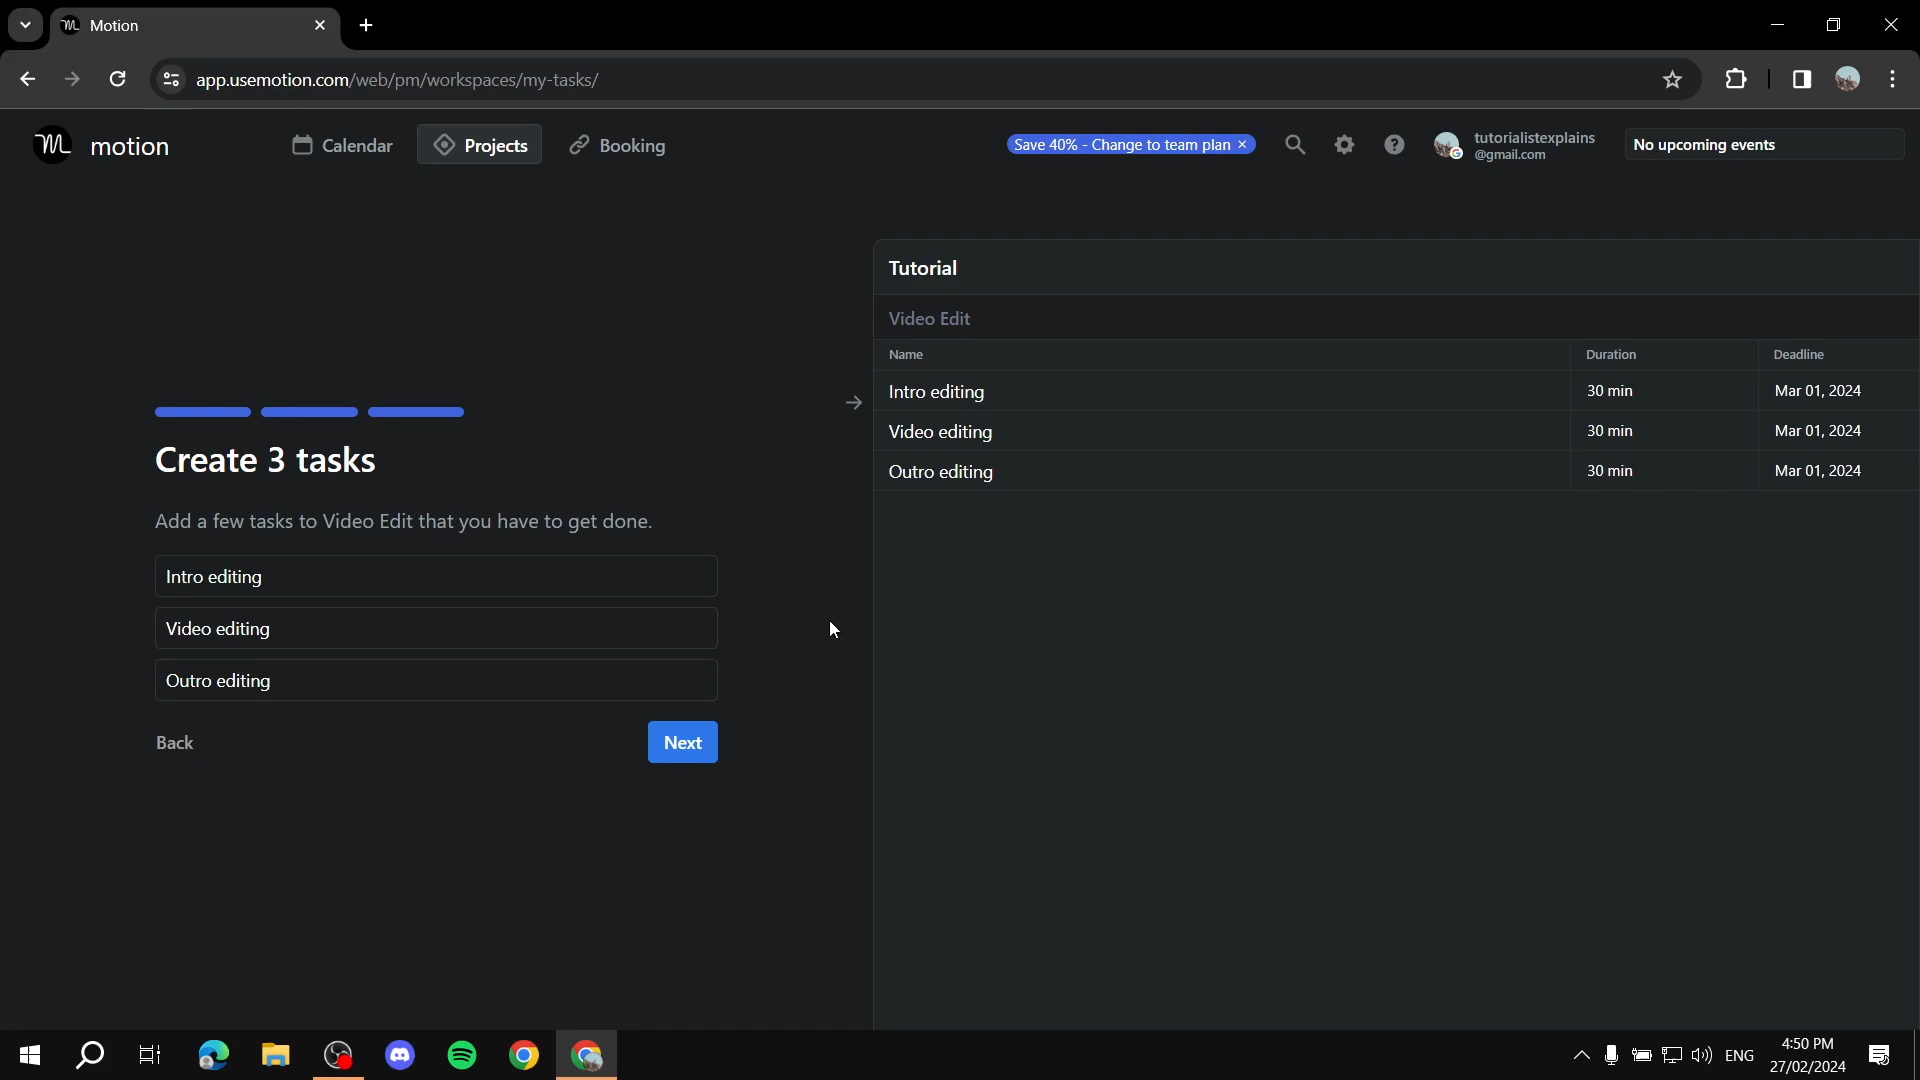 Motion
app.usemotion.com/web/pm/workspaces/my-tasks/
motion
Calendar
Projects
Booking
Save 40% - Change to team plan ×
tutorialistexplains
@gmail.com
No upcoming events
Tutorial
Video Edit
Name Duration Deadline
Intro editing 30 min Mar 01, 2024
Video editing 30 min Mar 01, 2024
Outro editing 30 min Mar 01, 2024
Create 3 tasks
Add a few tasks to Video Edit that you have to get done.
Intro editing
Video editing
Outro editing
Back
Next
ENG
4:50 PM
27/02/2024